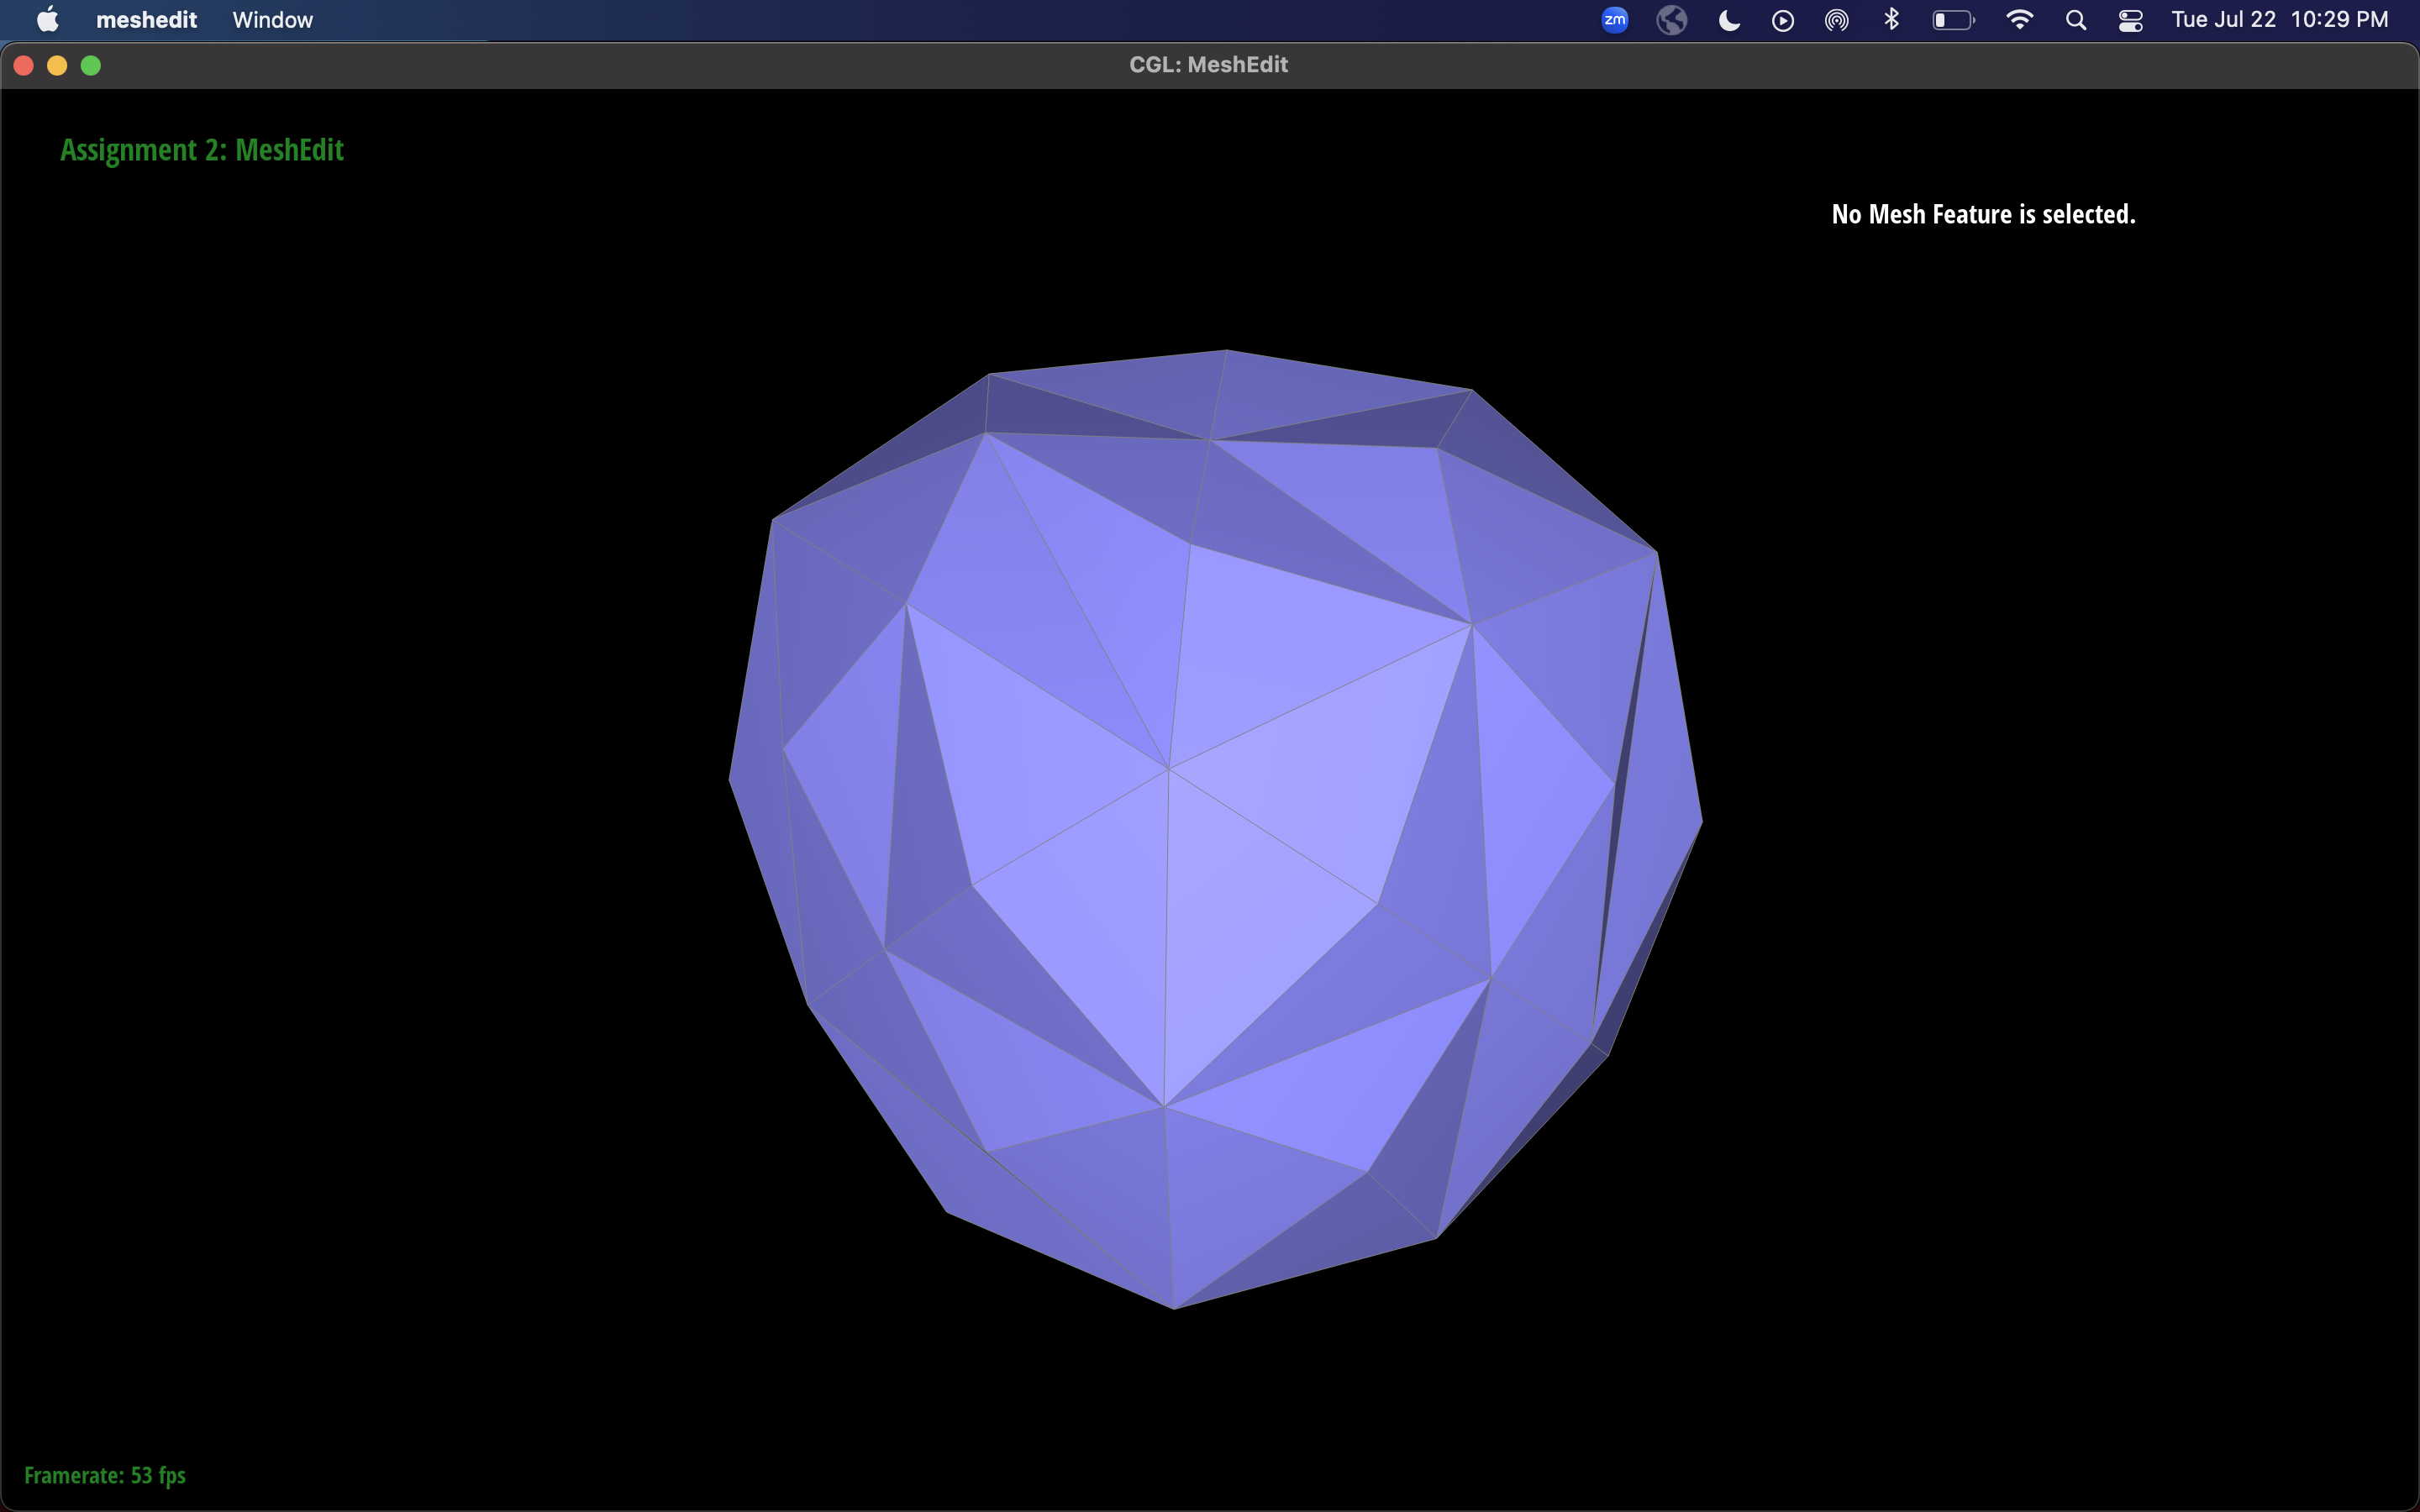 meshedit Window zm Tue Jul 22 10:29 PM
CGL: MeshEdit
Assignment 2: MeshEdit
No Mesh Feature is selected.
Framerate: 53 fps